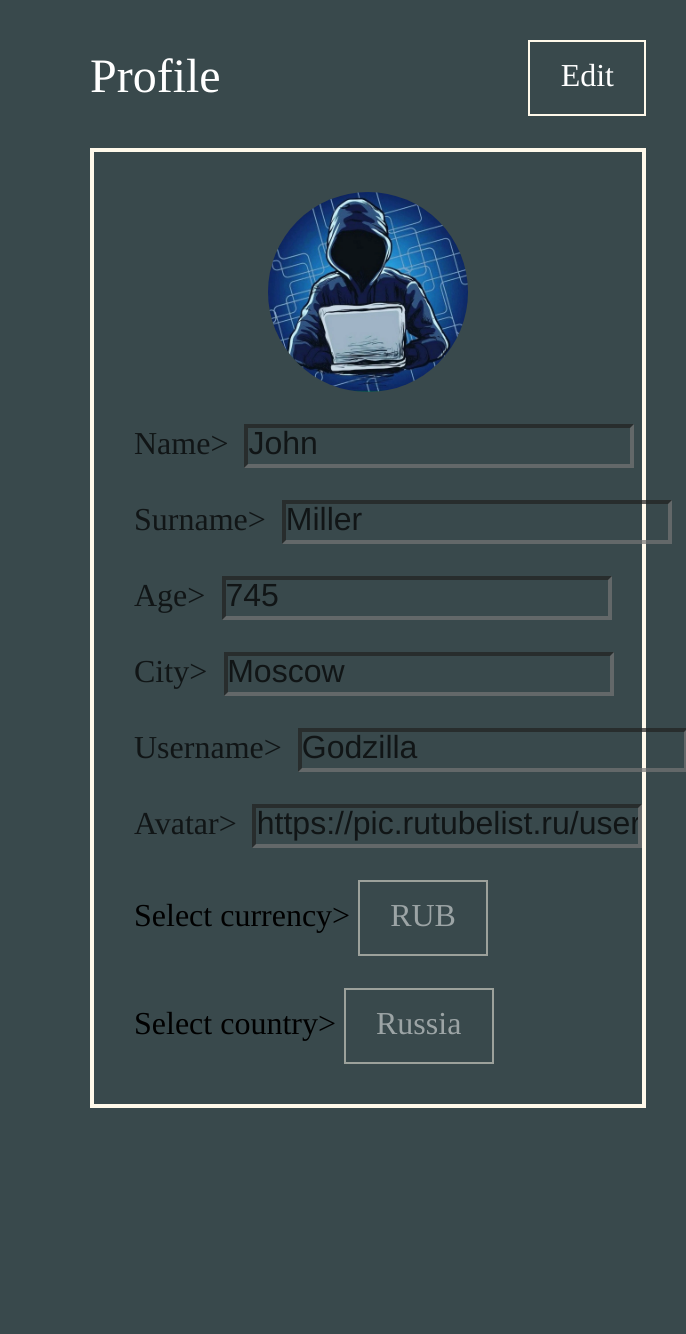 Profile
Edit
Name> John
Surname> Miller
Age> 745
City> Moscow
Username> Godzilla
Avatar> https://pic.rutubelist.ru/user
Select currency> RUB
Select country> Russia